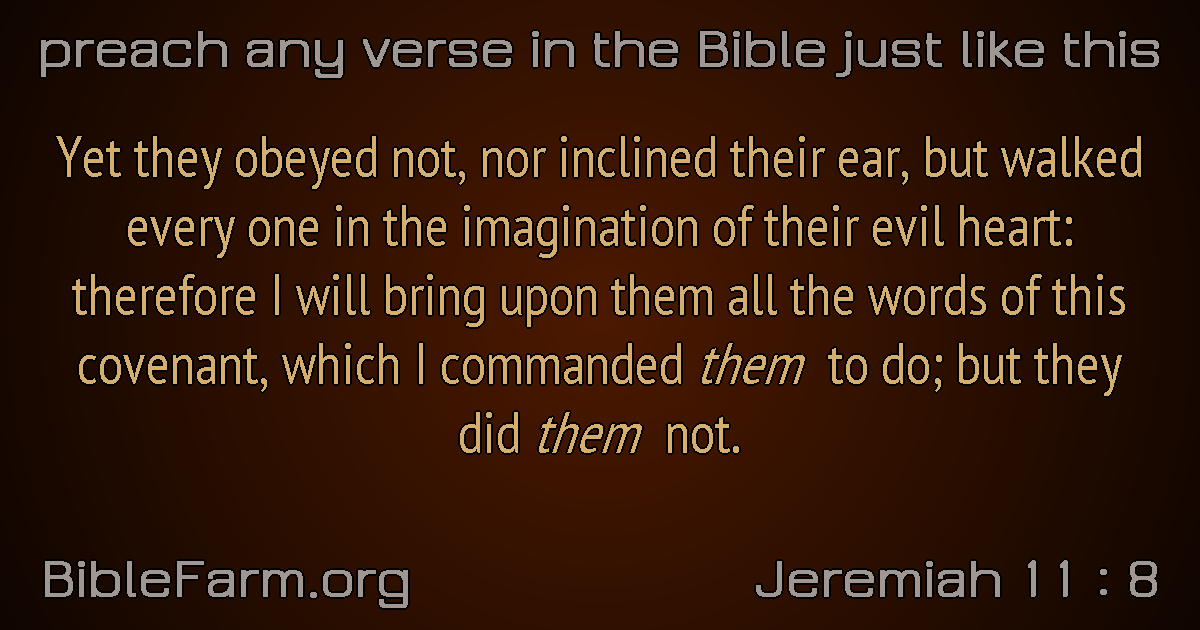 preach any verse in the Bible just like this
Yet they obeyed not, nor inclined their ear, but walked
every one in the imagination of their evil heart:
therefore I will bring upon them all the words of this
covenant, which I commanded them to do; but they
did them not.
BibleFarm.org
Jeremiah 11 : 8